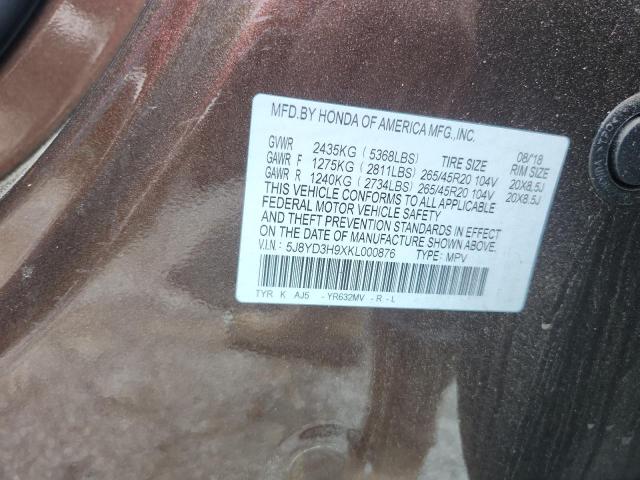 MFD.BY HONDA OF AMERICA MFG.,INC.
08/18
GVWR 2435KG (5368LBS) TIRE SIZE RIM SIZE
GAWR F 1275KG (2811LBS) 265/45R20 104V 20X8.5J
GAWR R 1240KG (2734LBS) 265/45R20 104V 20X8.5J
THIS VEHICLE CONFORMS TO ALL APPLICABLE
FEDERAL MOTOR VEHICLE SAFETY
THEFT PREVENTION STANDARDS IN EFFECT
ON THE DATE OF MANUFACTURE SHOWN ABOVE.
V.I.N.: 5J8YD3H9XKL000876 TYPE: MPV
TYR K AJ5 -YR632MV -R-L